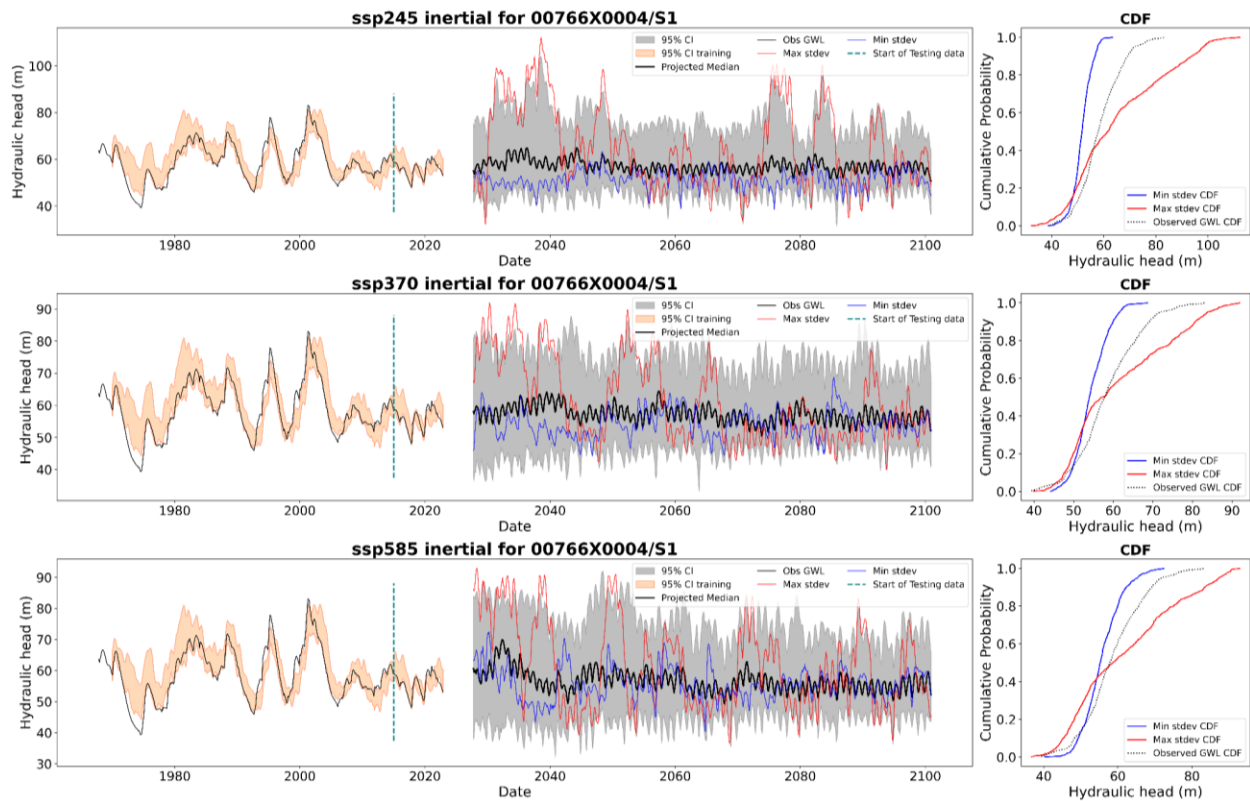 ssp245 inertial for 00766X0004/S1
CDF
95% CI
95% CI training
Projected Median
Obs GWL
Max stdev
Min stdev
Start of Testing data
Hydraulic head (m)
100
80
60
40
1980
2000
2020
2040
2060
2080
2100
Date
Cumulative Probability
1.0
0.8
0.6
0.4
0.2
0.0
Min stdev CDF
Max stdev CDF
Observed GWL CDF
40
60
80
100
Hydraulic head (m)
ssp370 inertial for 00766X0004/S1
CDF
95% CI
95% CI training
Projected Median
Obs GWL
Max stdev
Min stdev
Start of Testing data
Hydraulic head (m)
90
80
70
60
50
40
1980
2000
2020
2040
2060
2080
2100
Date
Cumulative Probability
1.0
0.8
0.6
0.4
0.2
0.0
Min stdev CDF
Max stdev CDF
Observed GWL CDF
40
50
60
70
80
90
Hydraulic head (m)
ssp585 inertial for 00766X0004/S1
CDF
95% CI
95% CI training
Projected Median
Obs GWL
Max stdev
Min stdev
Start of Testing data
Hydraulic head (m)
90
80
70
60
50
40
30
1980
2000
2020
2040
2060
2080
2100
Date
Cumulative Probability
1.0
0.8
0.6
0.4
0.2
0.0
Min stdev CDF
Max stdev CDF
Observed GWL CDF
40
60
80
Hydraulic head (m)